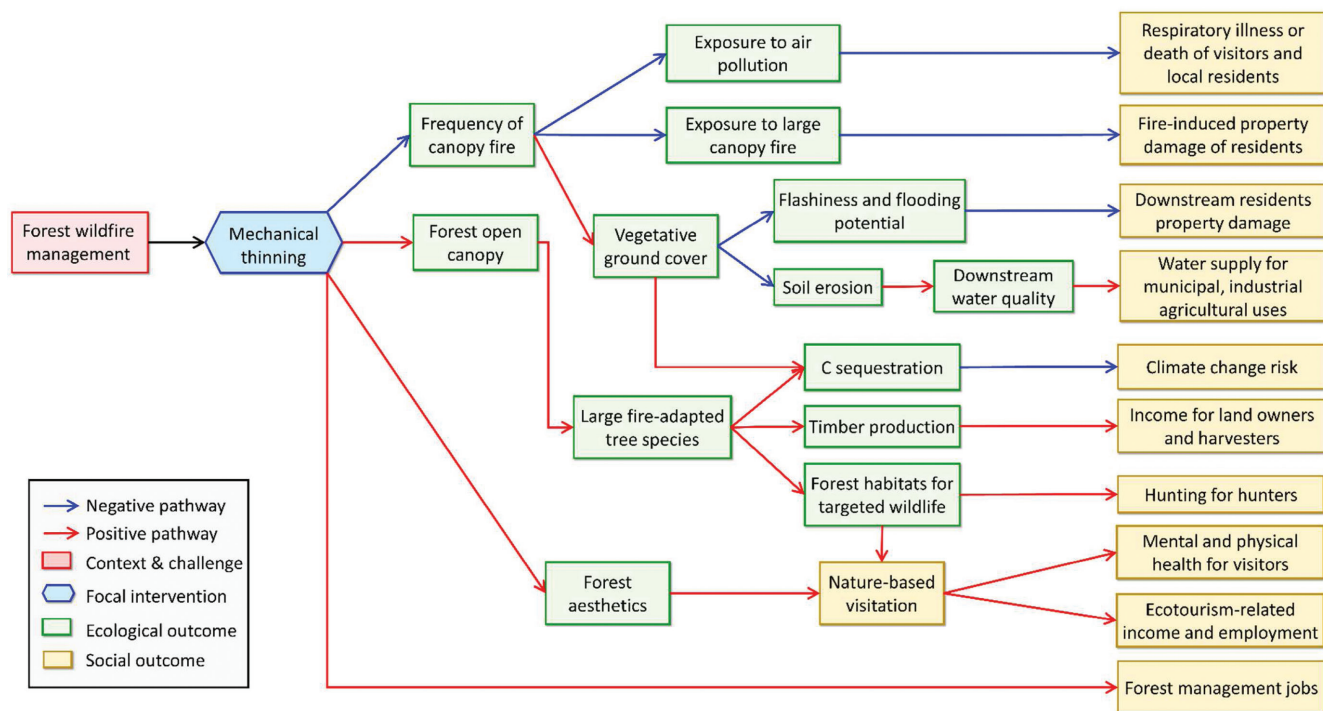 Exposure to air
pollution
Respiratory illness or
death of visitors and
local residents
Frequency of
canopy fire
Exposure to large
canopy fire
Fire-induced property
damage of residents
Forest wildfire
management
Mechanical
thinning
Forest open
canopy
Vegetative
ground cover
Flashiness and flooding
potential
Downstream residents
property damage
Soil erosion
Downstream
water quality
Water supply for
municipal, industrial
agricultural uses
C sequestration
Climate change risk
Large fire-adapted
tree species
Timber production
Income for land owners
and harvesters
Forest habitats for
targeted wildlife
Hunting for hunters
Forest
aesthetics
Nature-based
visitation
Mental and physical
health for visitors
Ecotourism-related
income and employment
Forest management jobs
Negative pathway
Positive pathway
Context & challenge
Focal intervention
Ecological outcome
Social outcome